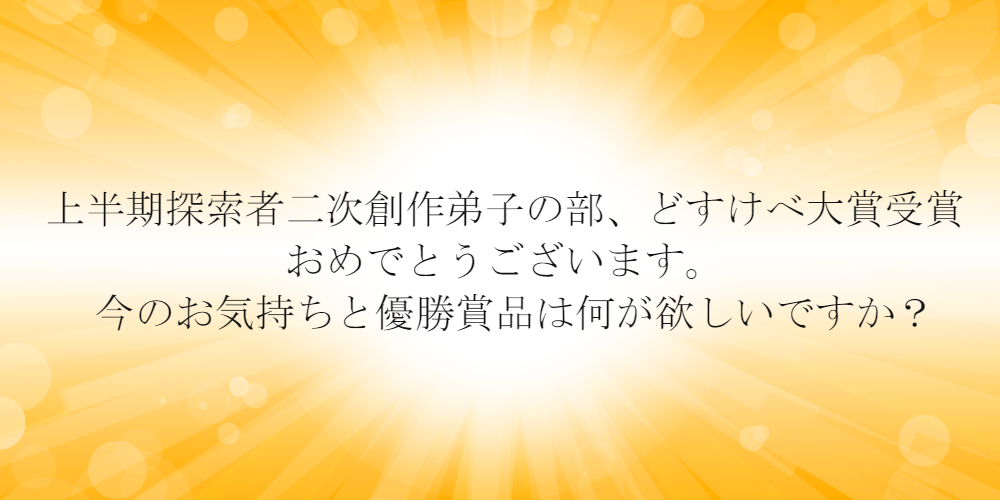 上半期探索者二次創作弟子の部、どすけべ大賞受賞
おめでとうございます。
今のお気持ちと優勝賞品は何が欲しいですか？